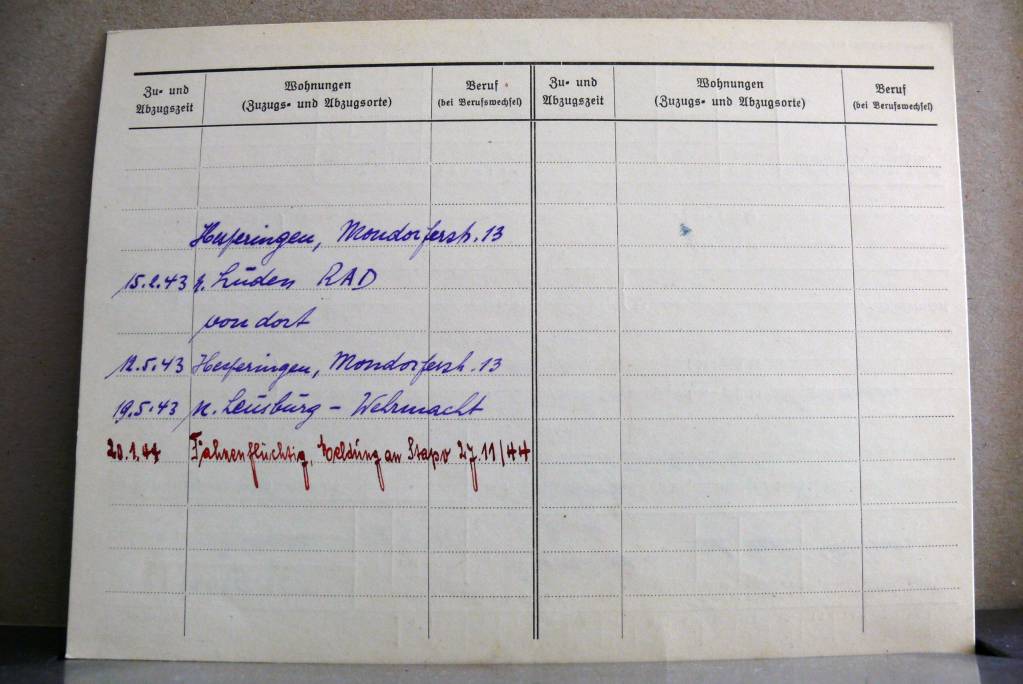 Zu- und Abzugszeit
Wohnungen (Zuzugs- und Abzugsorte)
Beruf (bei Berufswechsel)
Zu- und Abzugszeit
Wohnungen (Zuzugs- und Abzugsorte)
Beruf (bei Berufswechsel)
Hesperingen, Mondorferstr. 13
15.2.43 n. Lüden RAD
von dort
12.5.43 Hesperingen, Mondorferstr. 13
19.5.43 n. - Wehrmacht
20.1.44 Fahnenflüchtig, Meldung an Stapo 27.11/44